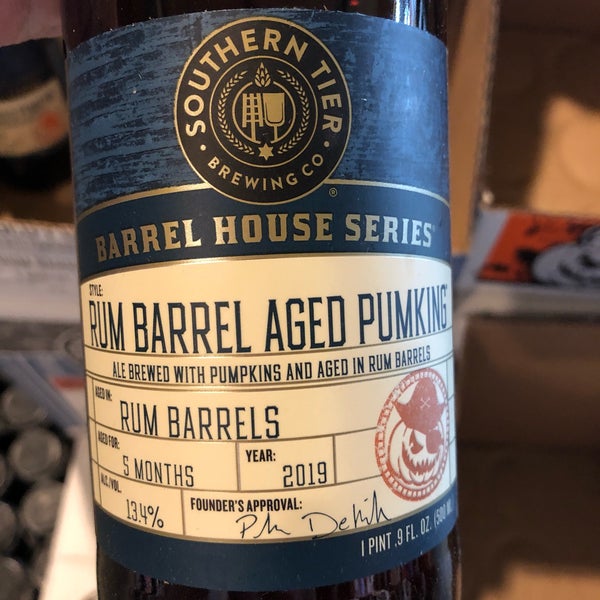 SOUTHERN TIER
BREWING CO
®
BARREL HOUSE SERIES
STYLE:
RUM BARREL AGED PUMKING
ALE BREWED WITH PUMPKINS AND AGED IN RUM BARRELS
AGED IN:
RUM BARRELS
AGED FOR:
5 MONTHS
YEAR:
2019
ALC./VOL.
13.4%
FOUNDER'S APPROVAL:
1 PINT .9 FL. OZ. (500